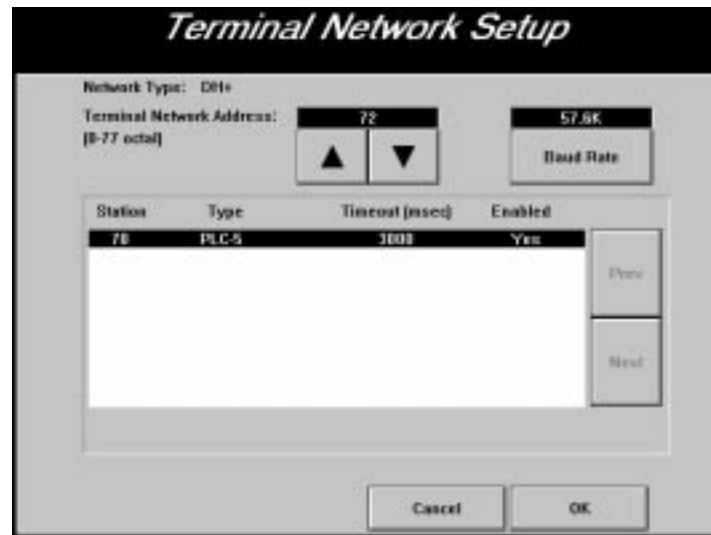 Terminal Network Setup
Network Type: DH+
Terminal Network Address:
(0-77 octal)
72
57.6K
Baud Rate
Station Type Timeout (msec) Enabled
70 PLC-5 3000 Yes
Prev
Next
Cancel OK